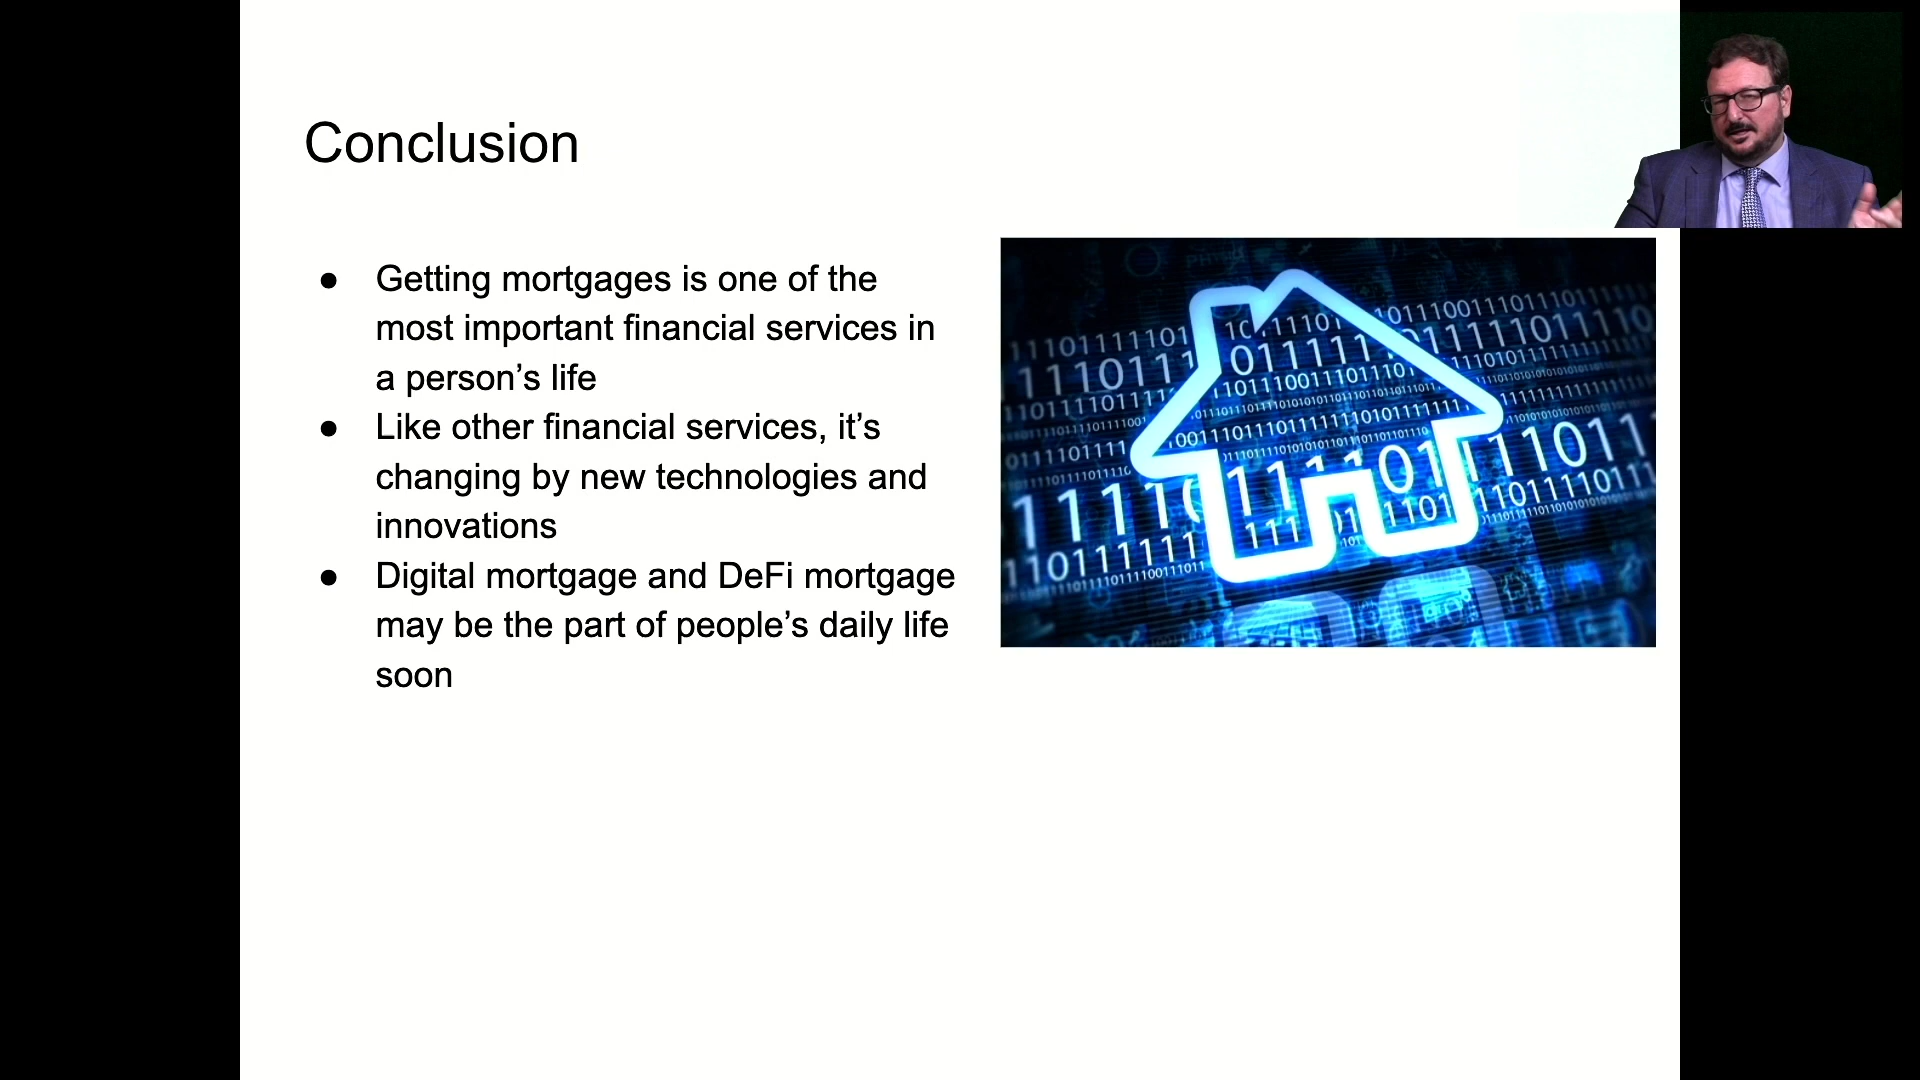 Conclusion
● Getting mortgages is one of the
most important financial services in
a person’s life
● Like other financial services, it’s
changing by new technologies and
innovations
● Digital mortgage and DeFi mortgage
may be the part of people’s daily life
soon